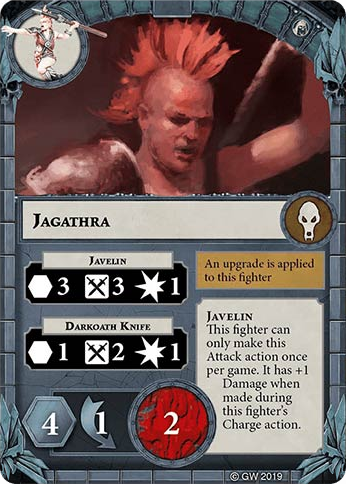 JAGATHRA
JAVELIN
3 3 1
DARKOATH KNIFE
1 2 1
An upgrade is applied
to this fighter
JAVELIN
This fighter can
only make this
Attack action once
per game. It has +1
Damage when
made during
this fighter's
Charge action.
4 1 2
© GW 2019